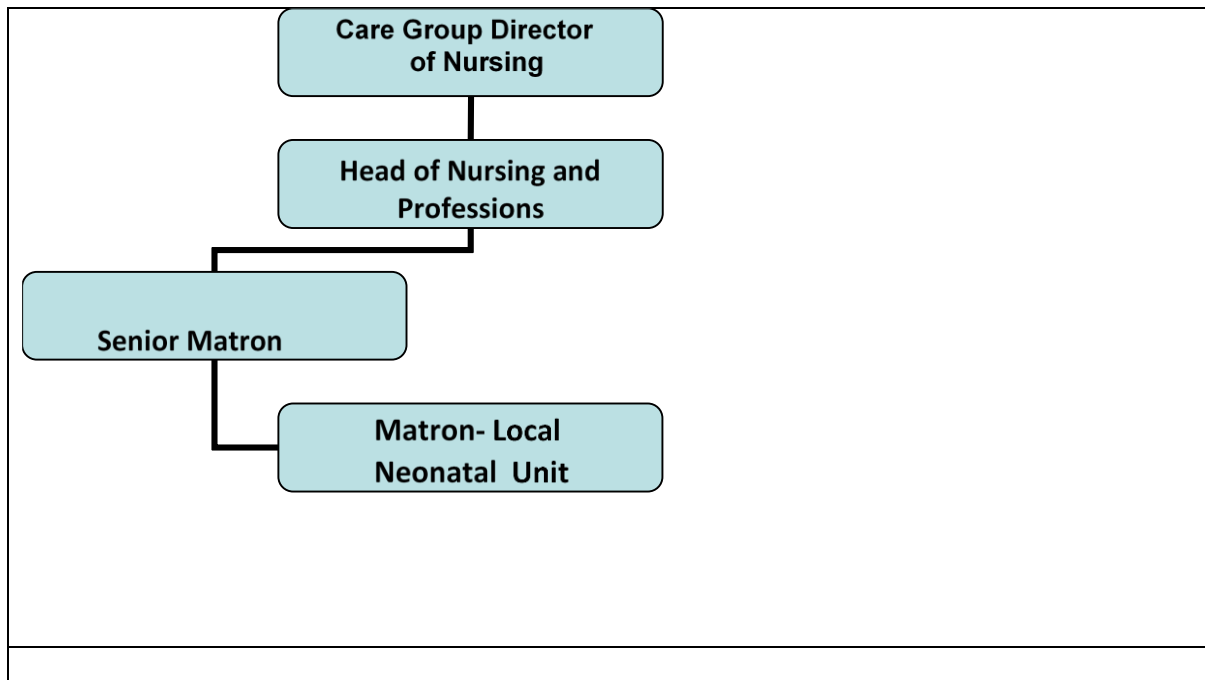 Care Group Director
of Nursing
Head of Nursing and
Professions
Senior Matron
Matron- Local
Neonatal  Unit